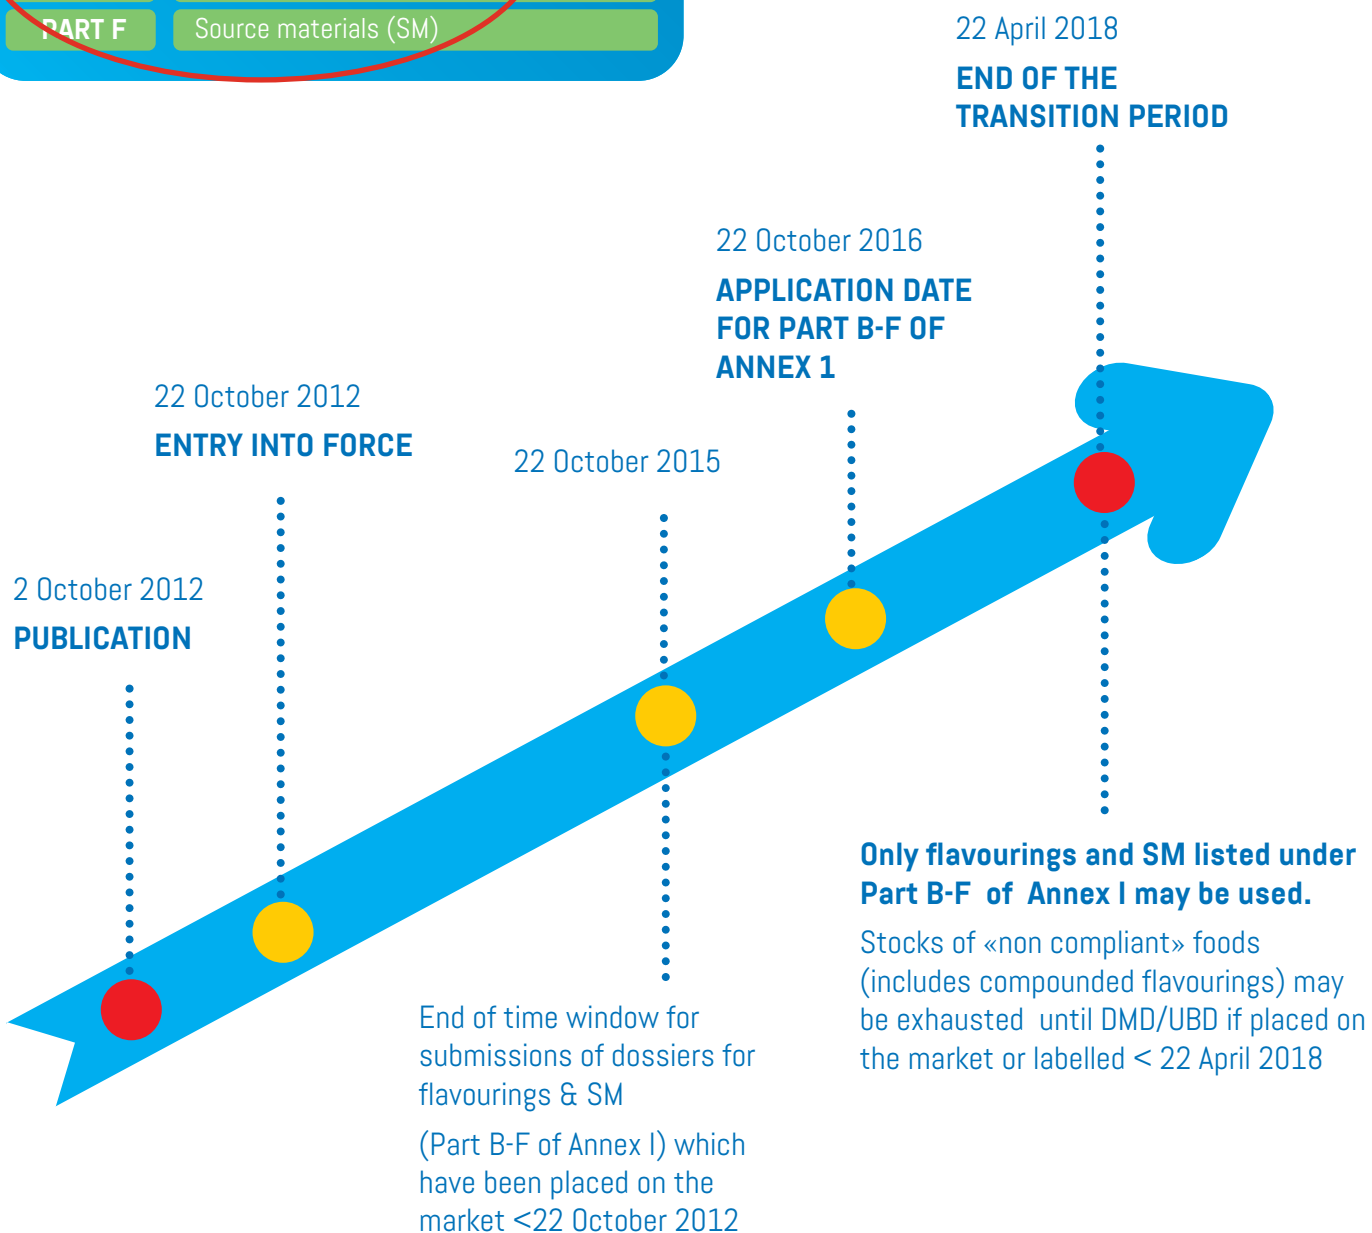 PART F Source materials (SM)
22 April 2018
END OF THE
TRANSITION PERIOD
22 October 2016
APPLICATION DATE
FOR PART B-F OF
ANNEX 1
22 October 2012
ENTRY INTO FORCE
22 October 2015
2 October 2012
PUBLICATION
Only flavourings and SM listed under
Part B-F of Annex I may be used.
Stocks of «non compliant» foods
(includes compounded flavourings) may
be exhausted until DMD/UBD if placed on
the market or labelled < 22 April 2018
End of time window for
submissions of dossiers for
flavourings & SM
(Part B-F of Annex I) which
have been placed on the
market <22 October 2012